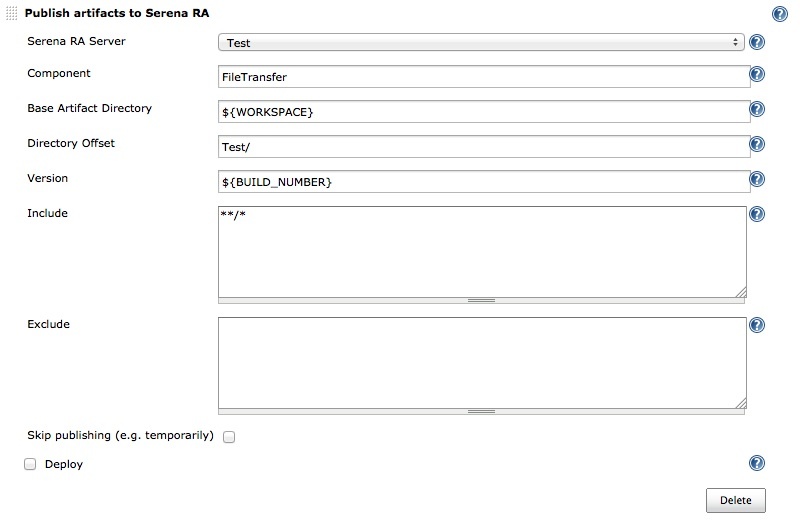 Publish artifacts to Serena RA
Serena RA Server Test
Component FileTransfer
Base Artifact Directory ${WORKSPACE}
Directory Offset Test/
Version ${BUILD_NUMBER}
Include **/*
Exclude
Skip publishing (e.g. temporarily)
Deploy
Delete